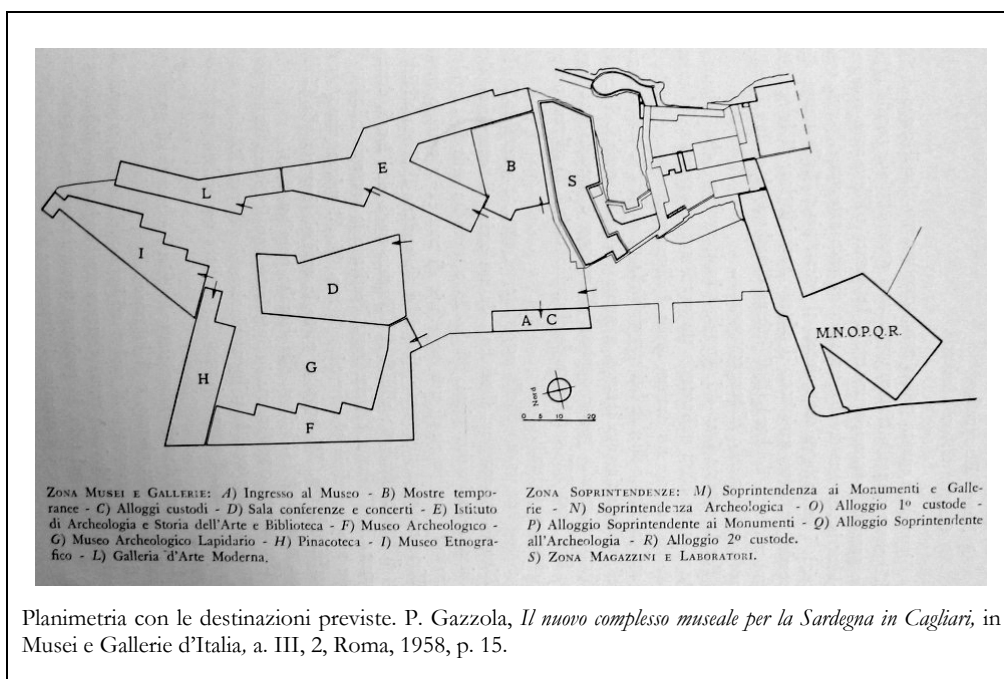 L
E
B
S
I
D
A C
M.N.O.P.Q.R.
H
G
F
Nord
0 5 10 20
ZONA MUSEI E GALLERIE: A) Ingresso al Museo - B) Mostre tempo-
ranee - C) Alloggi custodi - D) Sala conferenze e concerti - E) Istituto
di Archeologia e Storia dell'Arte e Biblioteca - F) Museo Archeologico -
G) Museo Archeologico Lapidario - H) Pinacoteca - I) Museo Etnogra-
fico - L) Galleria d'Arte Moderna.
ZONA SOPRINTENDENZE: M) Soprintendenza ai Monumenti e Galle-
rie - N) Soprintendenza Archeologica - O) Alloggio 1º custode -
P) Alloggio Soprintendente ai Monumenti - Q) Alloggio Soprintendente
all'Archeologia - R) Alloggio 2º custode.
S) ZONA MAGAZZINI E LABORATORI.
Planimetria con le destinazioni previste. P. Gazzola, Il nuovo complesso museale per la Sardegna in Cagliari, in
Musei e Gallerie d'Italia, a. III, 2, Roma, 1958, p. 15.